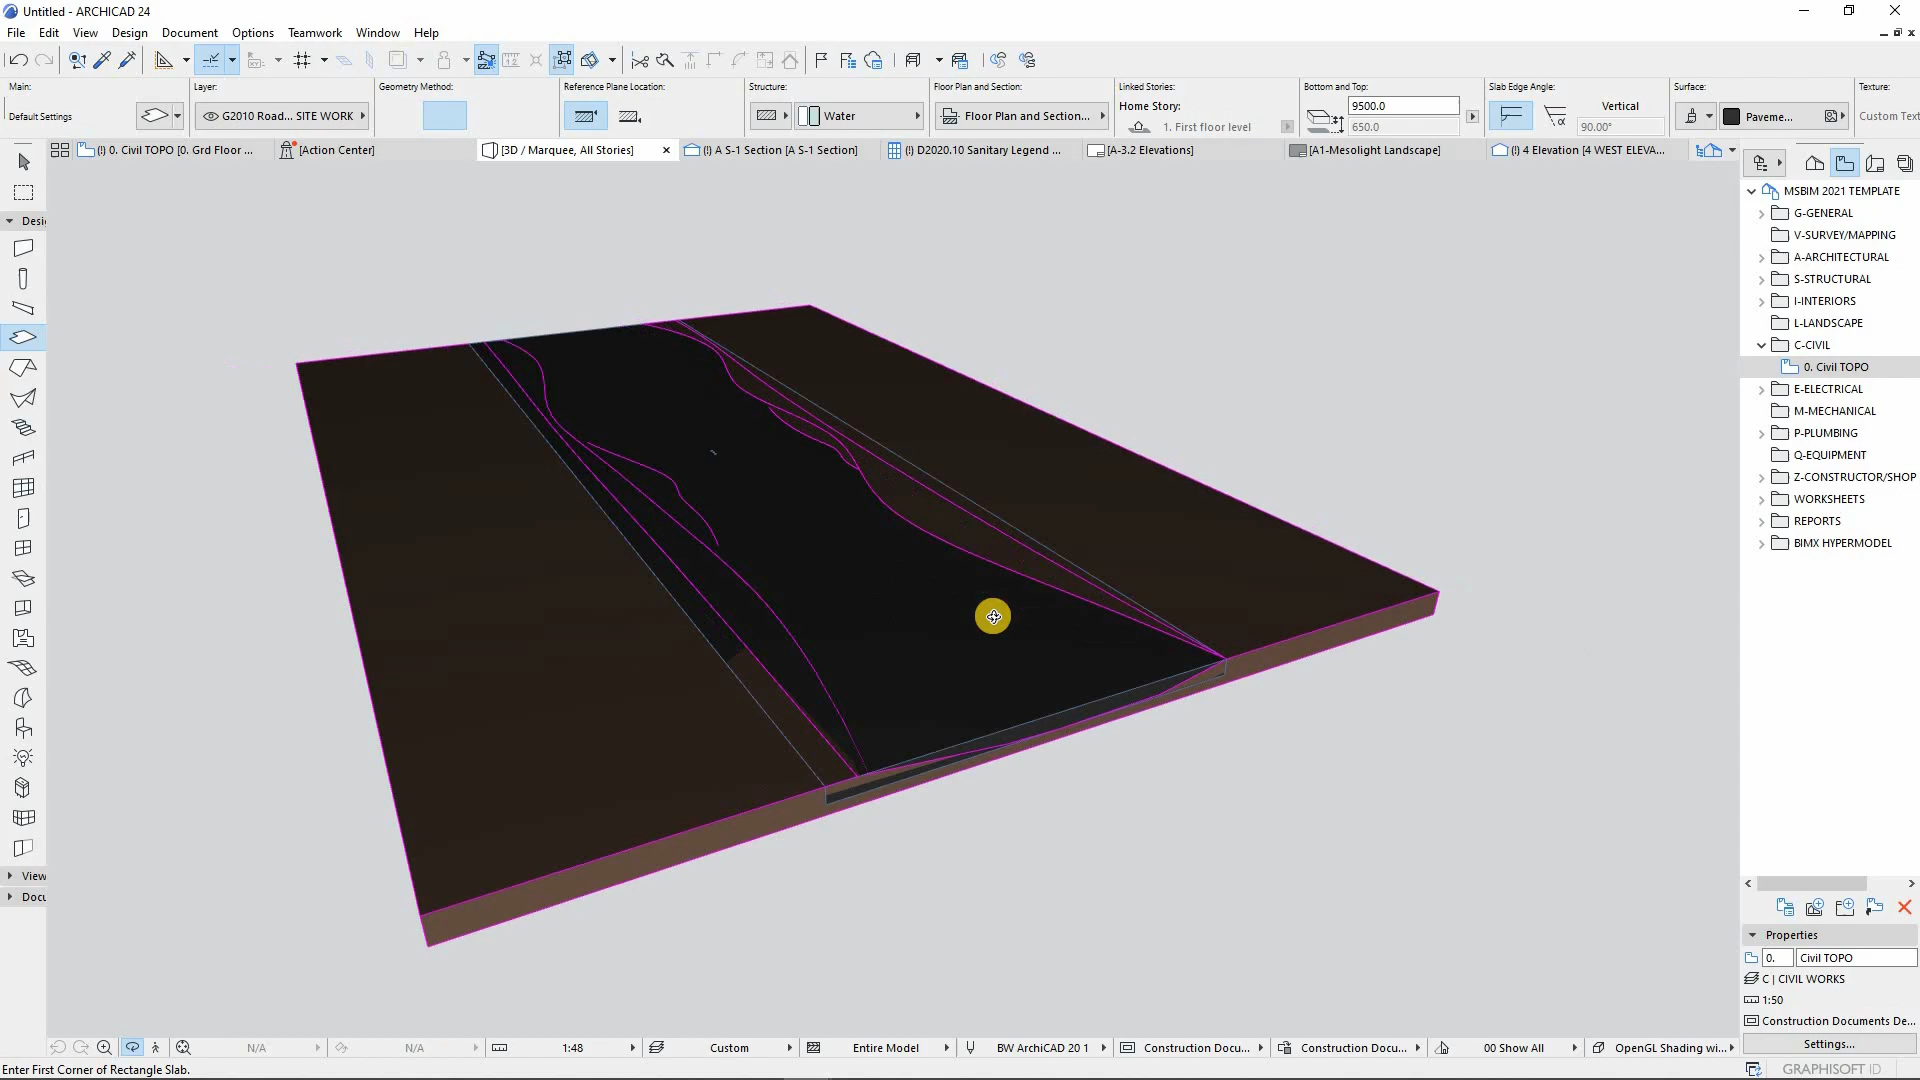 Untitled - ARCHICAD 24
File Edit View Design Document Options Teamwork Window Help
Main: Layer: Geometry Method: Reference Plane Location: Structure: Floor Plan and Section: Linked Stories: Bottom and Top: Slab Edge Angle: Surface: Texture:
Default Settings G2010 Road... SITE WORK Water Floor Plan and Section... Home Story: 9500.0 Vertical Paveme... Custom Text
1. First floor level 650.0 90.00°
(!) 0. Civil TOPO [0. Grd Floor ... [Action Center] [3D / Marquee, All Stories] (!) A S-1 Section [A S-1 Section] (!) D2020.10 Sanitary Legend ... [A-3.2 Elevations] [A1-Mesolight Landscape] (!) 4 Elevation [4 WEST ELEVA...
Desi
View
Docu
MSBIM 2021 TEMPLATE
G-GENERAL
V-SURVEY/MAPPING
A-ARCHITECTURAL
S-STRUCTURAL
I-INTERIORS
L-LANDSCAPE
C-CIVIL
0. Civil TOPO
E-ELECTRICAL
M-MECHANICAL
P-PLUMBING
Q-EQUIPMENT
Z-CONSTRUCTOR/SHOP
WORKSHEETS
REPORTS
BIMX HYPERMODEL
Properties
0. Civil TOPO
C | CIVIL WORKS
1:50
Construction Documents De...
Settings...
N/A N/A 1:48 Custom Entire Model BW ArchiCAD 20 1 Construction Docu... Construction Docu... 00 Show All OpenGL Shading wi...
Enter First Corner of Rectangle Slab.
GRAPHISOFT ID